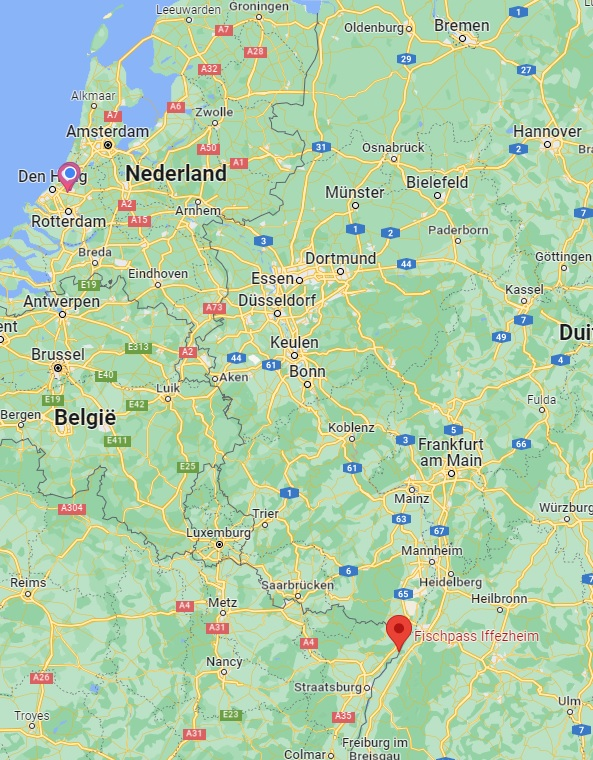 Leeuwarden
Groningen
1
A7
Oldenburg
Bremen
A28
29
A32
27
Alkmaar
A7
A6
Zwolle
Amsterdam
Hannover
31
A50
Osnabrück
2
A1
Nederland
Bielefeld
Münster
A2
Arnhem
7
Rotterdam
A15
1
2
Paderborn
3
Breda
Dortmund
Göttingen
44
Eindhoven
Essen
E19
Kassel
Antwerpen
Düsseldorf
A73
7
Keulen
49
E313
A2
Brussel
44
61
4
E40
Aken
Bonn
Luik
E19
E42
Fulda
Bergen
België
Koblenz
5
3
E411
Frankfurt
am Main
66
E25
61
1
Mainz
A304
Trier
Würzburg
63
67
Luxemburg
Mannheim
6
Reims
Saarbrücken
Heidelberg
65
Metz
Heilbronn
A4
A31
Fischpass Iffezheim
A4
Nancy
A26
Straatsburg
Ulm
Troyes
E23
A35
7
A31
Colmar
Freiburg im
Breisgau